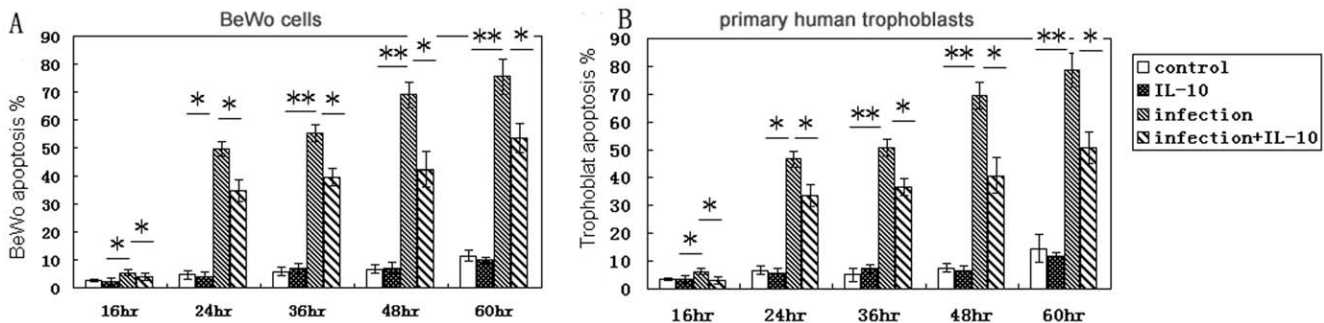 A BeWo cells
BeWo apoptosis %
90
80
70
60
50
40
30
20
10
0
* * * * ** * ** * ** *
16hr 24hr 36hr 48hr 60hr
B primary human trophoblasts
Trophoblat apoptosis %
90
80
70
60
50
40
30
20
10
0
* * * * ** * ** * ** *
16hr 24hr 36hr 48hr 60hr
control
IL-10
infection
infection+IL-10